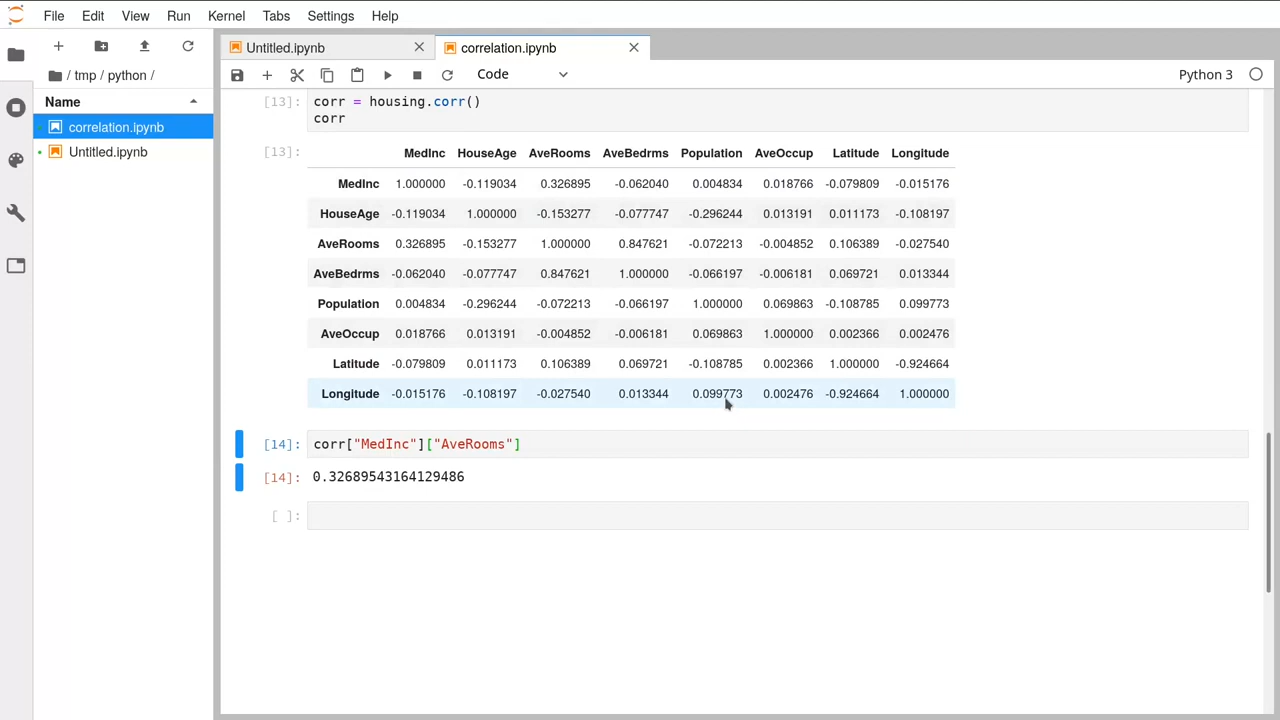 File Edit View Run Kernel Tabs Settings Help
Untitled.ipynb correlation.ipynb
Code Python 3
/ tmp / python /
Name
correlation.ipynb
Untitled.ipynb
[13]: corr = housing.corr()
corr
[13]: MedInc HouseAge AveRooms AveBedrms Population AveOccup Latitude Longitude
MedInc 1.000000 -0.119034 0.326895 -0.062040 0.004834 0.018766 -0.079809 -0.015176
HouseAge -0.119034 1.000000 -0.153277 -0.077747 -0.296244 0.013191 0.011173 -0.108197
AveRooms 0.326895 -0.153277 1.000000 0.847621 -0.072213 -0.004852 0.106389 -0.027540
AveBedrms -0.062040 -0.077747 0.847621 1.000000 -0.066197 -0.006181 0.069721 0.013344
Population 0.004834 -0.296244 -0.072213 -0.066197 1.000000 0.069863 -0.108785 0.099773
AveOccup 0.018766 0.013191 -0.004852 -0.006181 0.069863 1.000000 0.002366 0.002476
Latitude -0.079809 0.011173 0.106389 0.069721 -0.108785 0.002366 1.000000 -0.924664
Longitude -0.015176 -0.108197 -0.027540 0.013344 0.099773 0.002476 -0.924664 1.000000
[14]: corr["MedInc"]["AveRooms"]
[14]: 0.32689543164129486
[ ]: